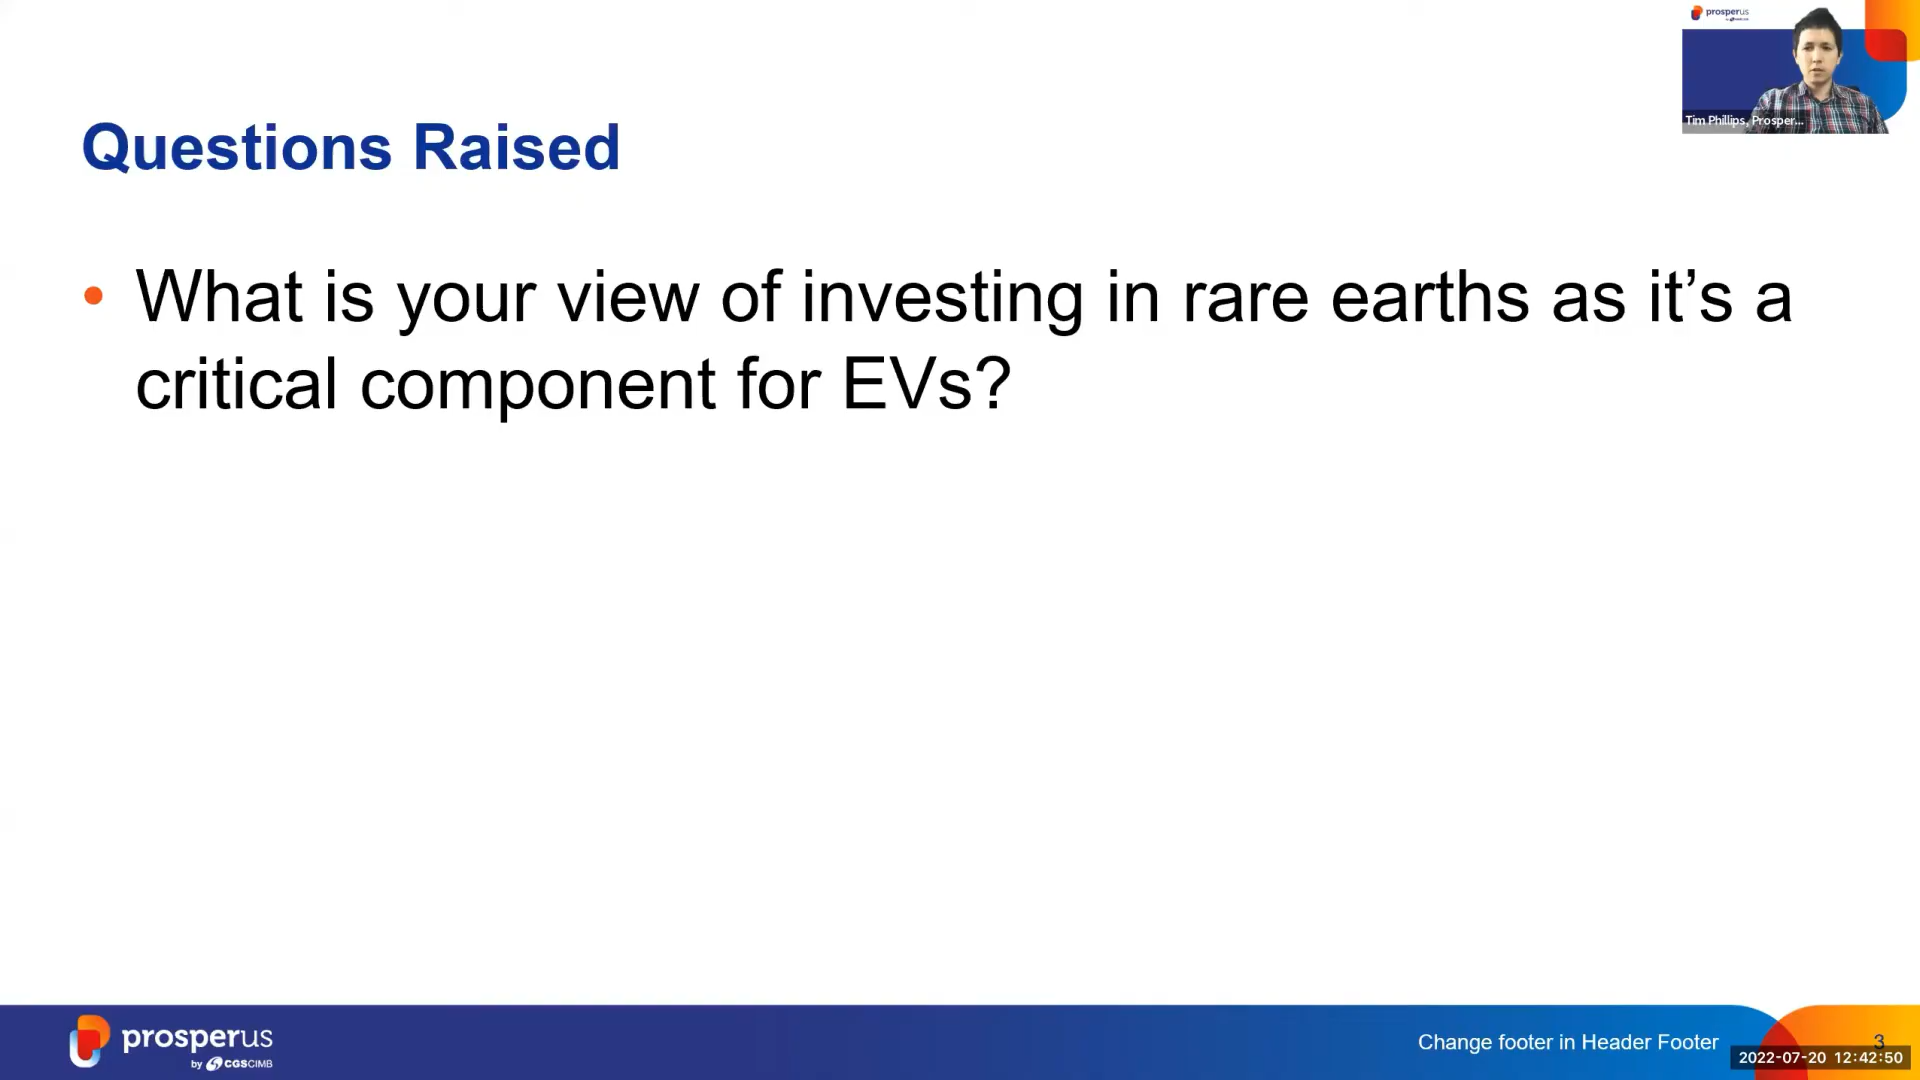 prosperus
Tim Phillips, Prosper...
Questions Raised
• What is your view of investing in rare earths as it’s a
critical component for EVs?
prosperus
by CGSCIMB
Change footer in Header Footer
3
2022-07-20 12:42:50